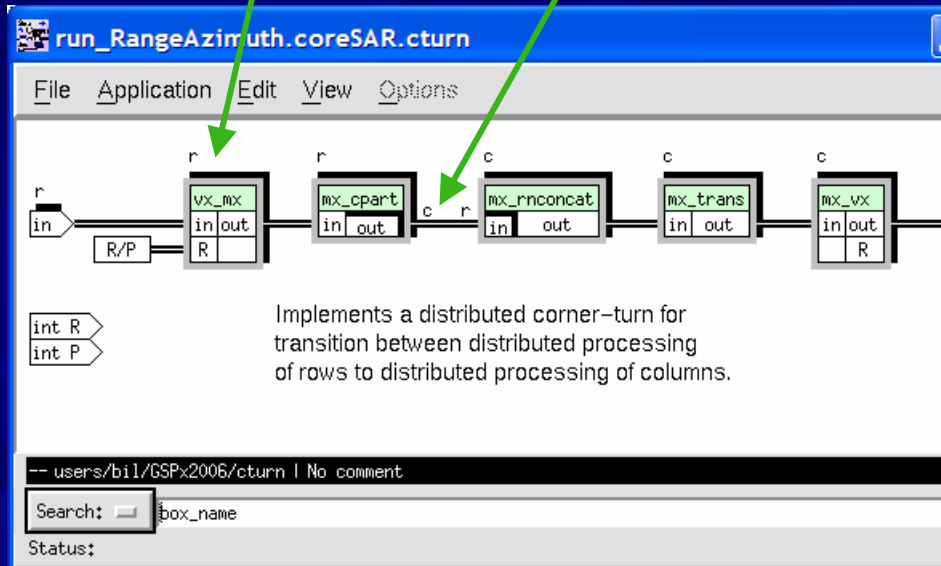 run_RangeAzimuth.coreSAR.cturn
File Application Edit View Options
r r c c c
r vx_mx mx_cpart c r mx_rnconcat mx_trans mx_vx
in in out in out in out in out in out
R/P R R
int R
int P
Implements a distributed corner-turn for
transition between distributed processing
of rows to distributed processing of columns.
-- users/bil/GSPx2006/cturn | No comment
Search: box_name
Status: